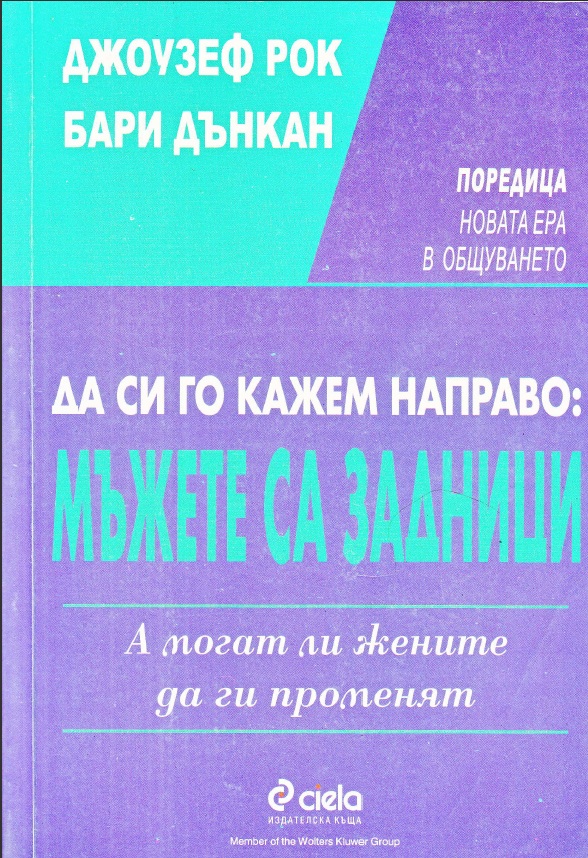 ДЖОУЗЕФ РОК
БАРИ ДЪНКАН
ПОРЕДИЦА
НОВАТА ЕРА
В ОБЩУВАНЕТО
ДА СИ ГО КАЖЕМ НАПРАВО:
МЪЖЕТЕ СА ЗАДНИЦИ
А могат ли жените
да ги променят
ciela
ИЗДАТЕЛСКА КЪЩА
Member of the Wolters Kluwer Group